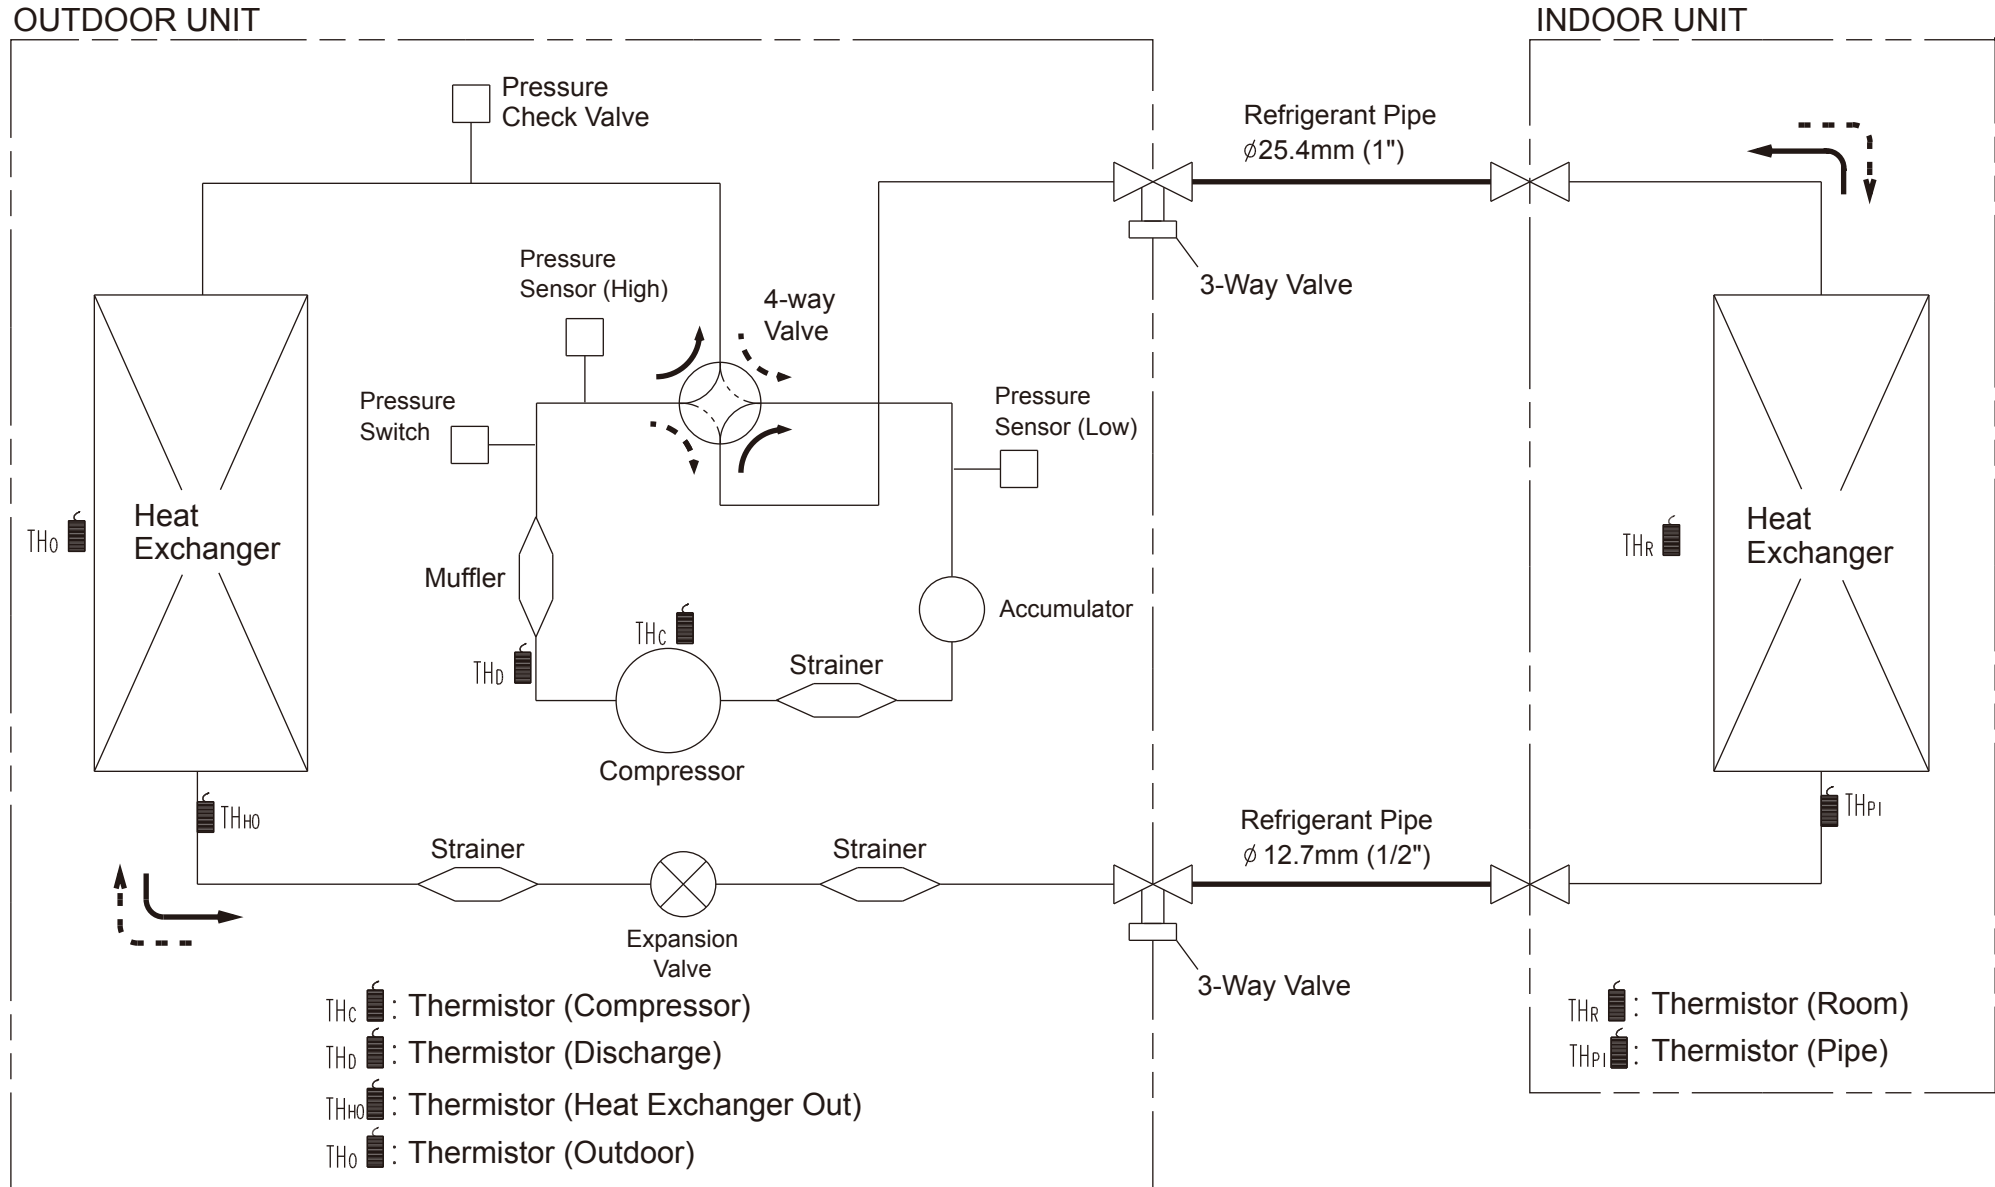 OUTDOOR UNIT
INDOOR UNIT
Pressure
Check Valve
Refrigerant Pipe
⌀25.4mm (1")
Pressure
Sensor (High)
4-way
Valve
3-Way Valve
Pressure
Switch
Pressure
Sensor (Low)
Heat
Exchanger
THO
THR
Heat
Exchanger
Muffler
Accumulator
THC
THD
Strainer
Compressor
THHO
THPI
Strainer
Strainer
Refrigerant Pipe
⌀ 12.7mm (1/2")
Expansion
Valve
3-Way Valve
THC : Thermistor (Compressor)
THD : Thermistor (Discharge)
THHO : Thermistor (Heat Exchanger Out)
THO : Thermistor (Outdoor)
THR : Thermistor (Room)
THPI : Thermistor (Pipe)